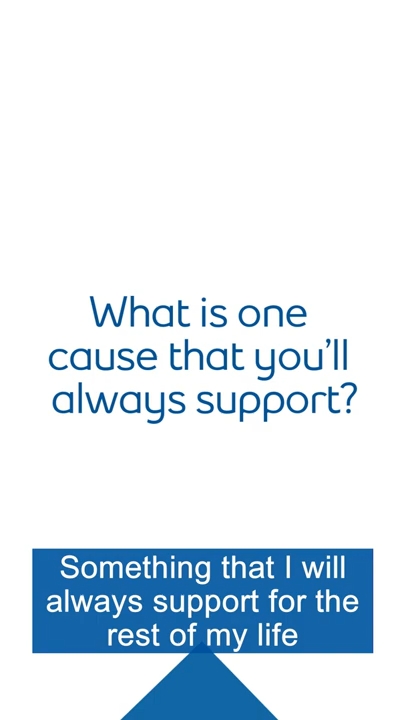 What is one
cause that you'll
always support?
Something that I will
always support for the
rest of my life